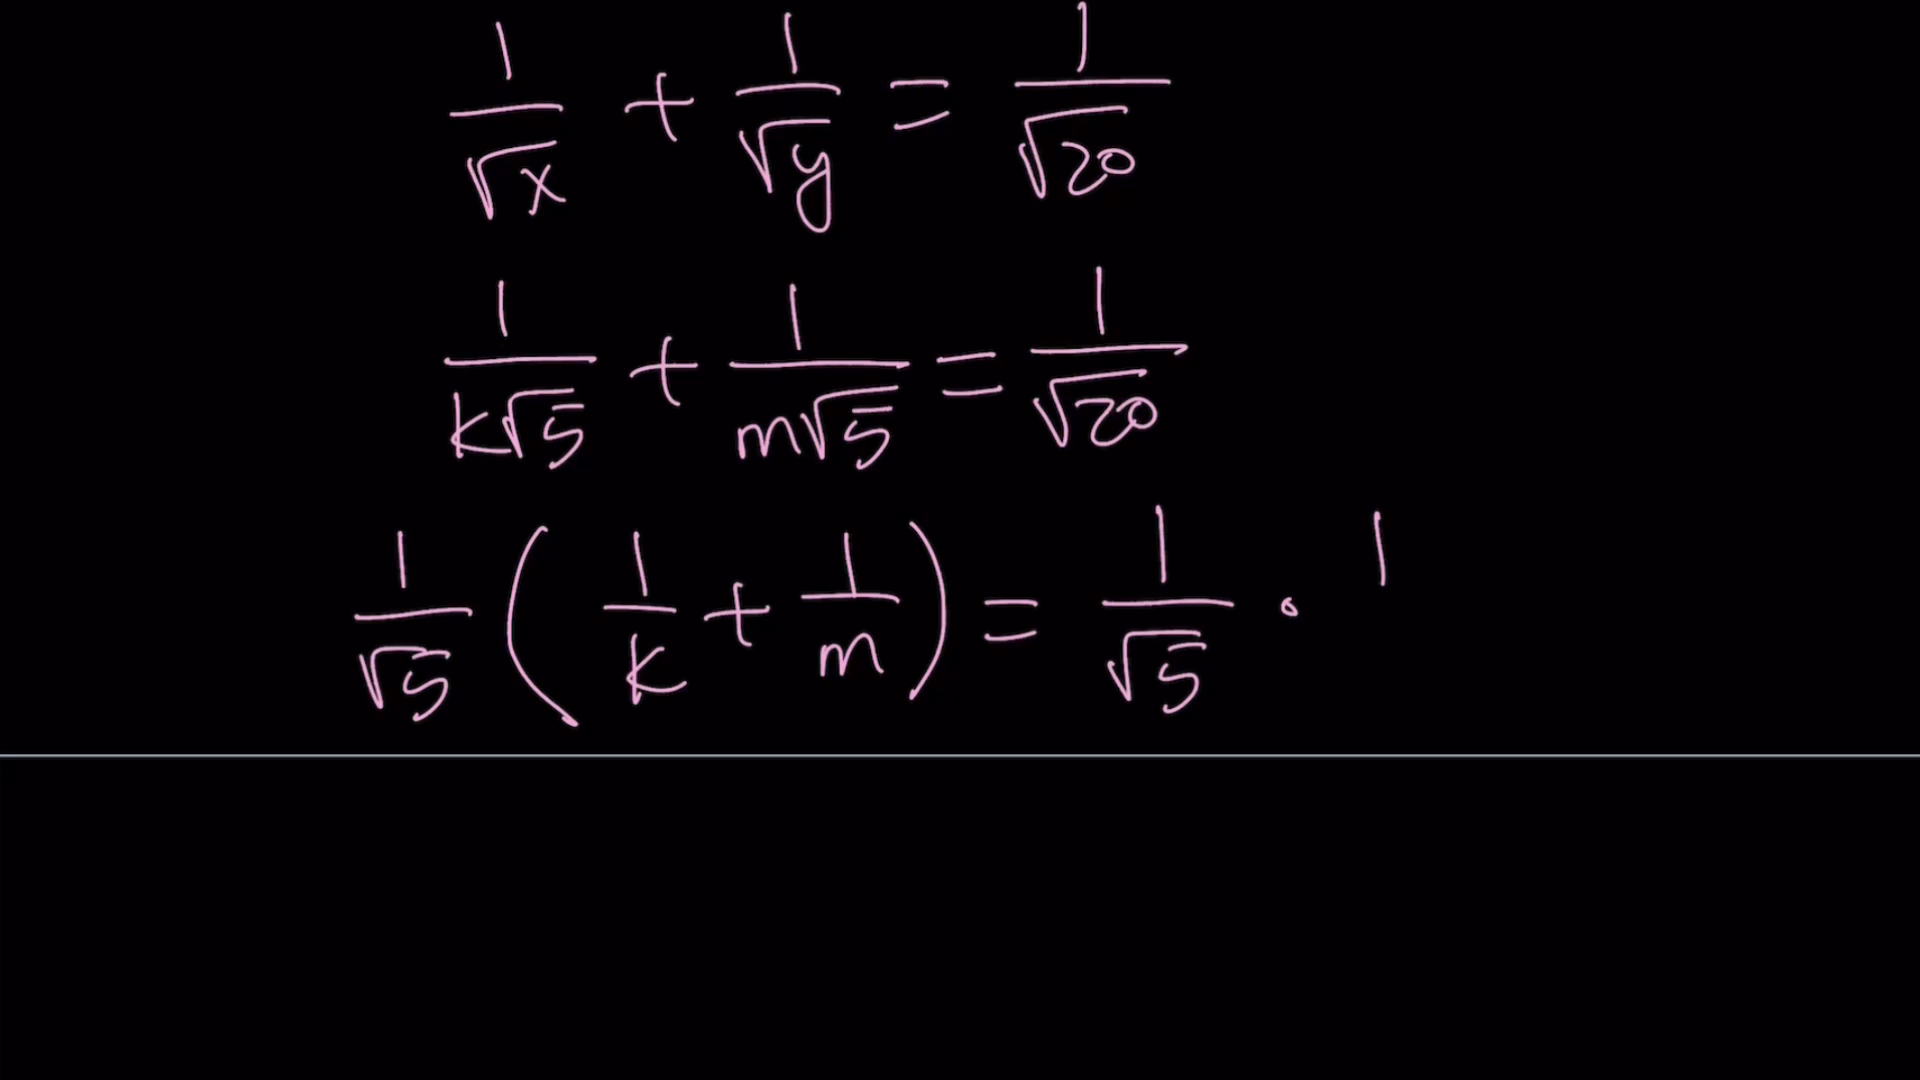 1/√x + 1/√y = 1/√20
1/k√5 + 1/m√5 = 1/√20
1/√5 (1/k + 1/m) = 1/√5 · 1